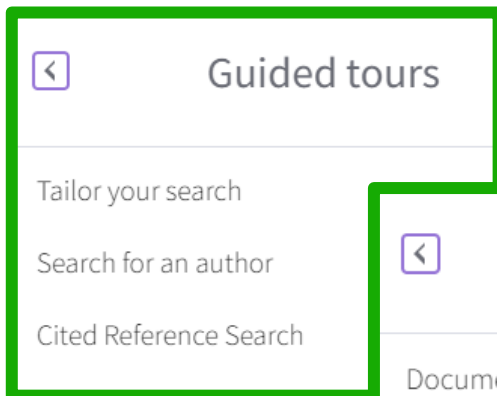 Guided tours
Tailor your search
Search for an author
Cited Reference Search